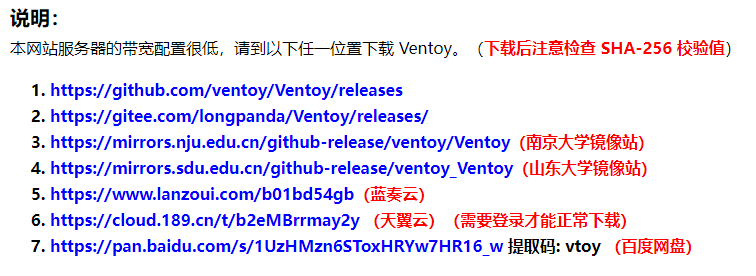 说明：
本网站服务器的带宽配置很低，请到以下任一位置下载 Ventoy。（下载后注意检查 SHA-256 校验值）
1. https://github.com/ventoy/Ventoy/releases
2. https://gitee.com/longpanda/Ventoy/releases/
3. https://mirrors.nju.edu.cn/github-release/ventoy/Ventoy（南京大学镜像站）
4. https://mirrors.sdu.edu.cn/github-release/ventoy_Ventoy（山东大学镜像站）
5. https://www.lanzoui.com/b01bd54gb（蓝奏云）
6. https://cloud.189.cn/t/b2eMBrrmay2y （天翼云）（需要登录才能正常下载）
7. https://pan.baidu.com/s/1UzHMzn6SToxHRYw7HR16_w 提取码: vtoy （百度网盘）